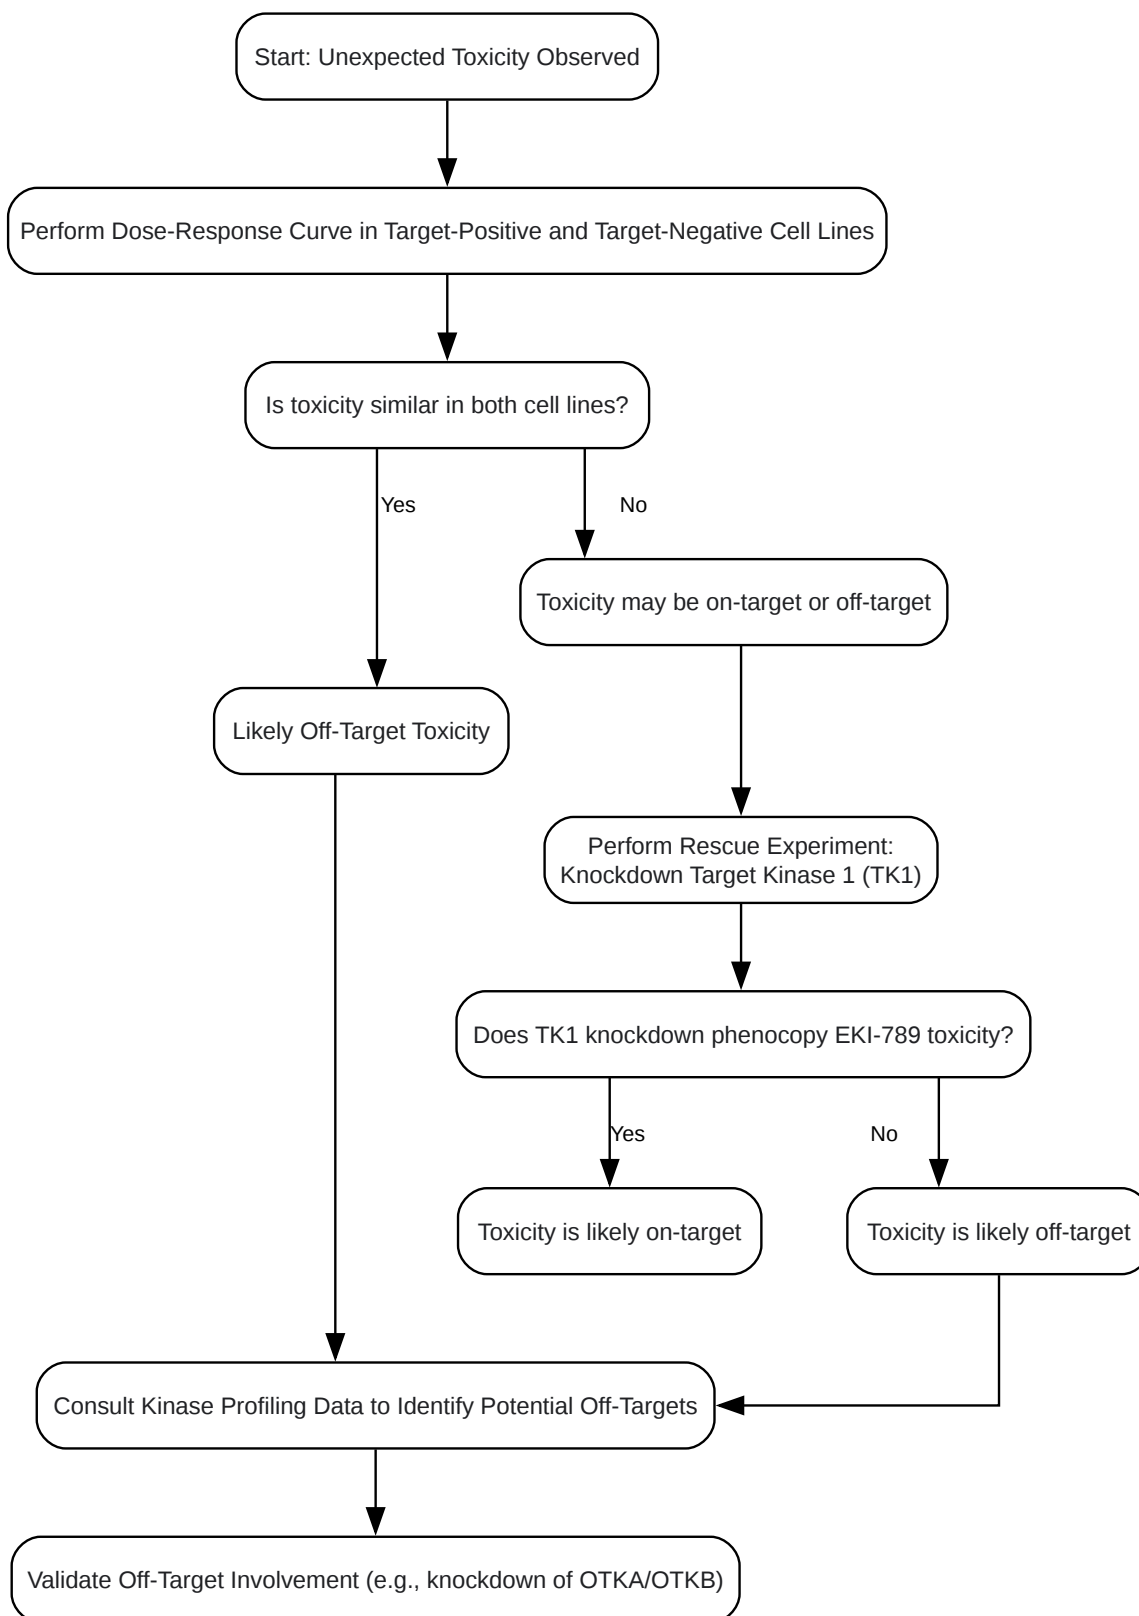 Start: Unexpected Toxicity Observed
Perform Dose-Response Curve in Target-Positive and Target-Negative Cell Lines
Is toxicity similar in both cell lines?
Yes
No
Toxicity may be on-target or off-target
Likely Off-Target Toxicity
Perform Rescue Experiment:
Knockdown Target Kinase 1 (TK1)
Does TK1 knockdown phenocopy EKI-789 toxicity?
Yes
No
Toxicity is likely on-target
Toxicity is likely off-target
Consult Kinase Profiling Data to Identify Potential Off-Targets
Validate Off-Target Involvement (e.g., knockdown of OTKA/OTKB)